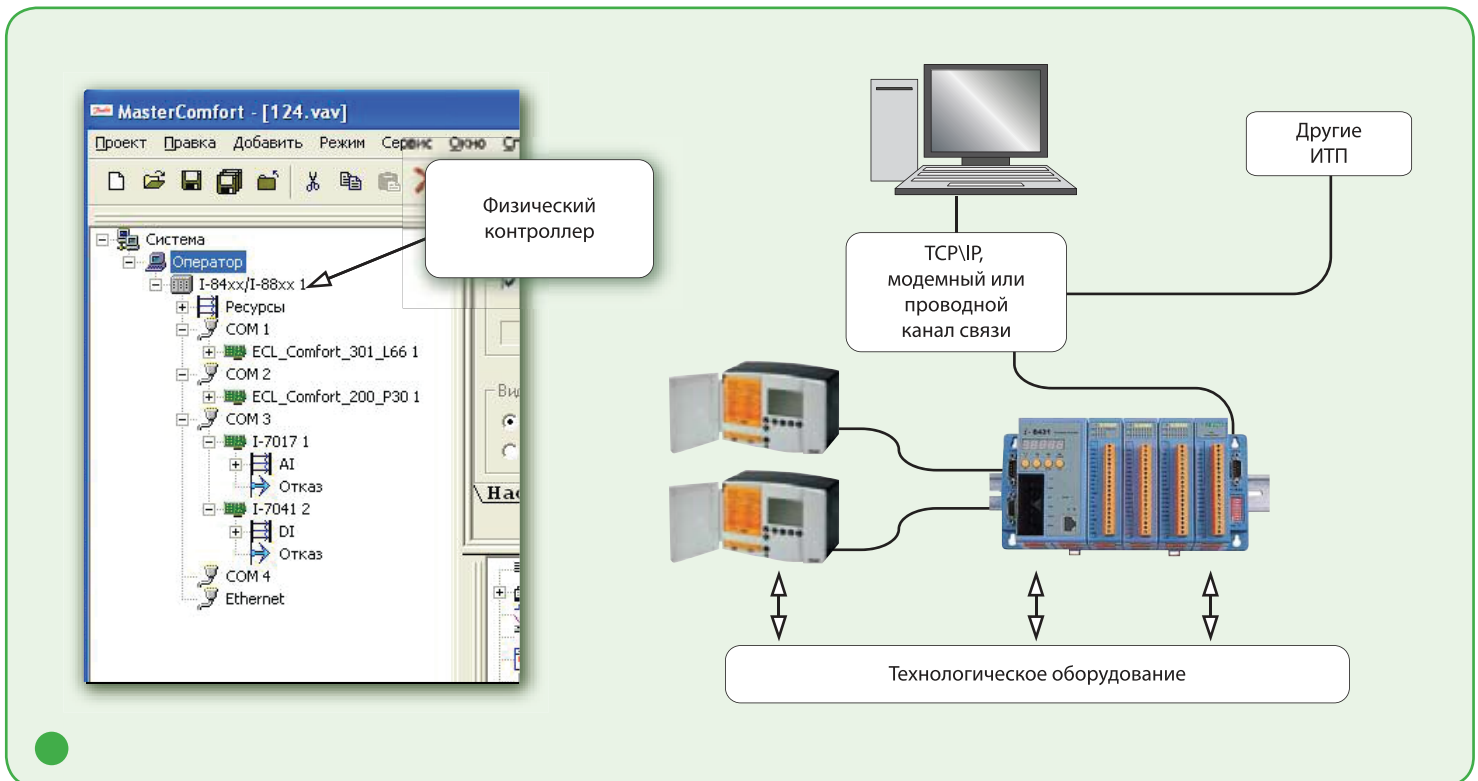 MasterComfort - [124.vav]
Проект Правка Добавить Режим Сервис Окно
Система
Оператор
I-84xx/I-88xx 1
Ресурсы
COM 1
ECL_Comfort_301_L66 1
COM 2
ECL_Comfort_200_P30 1
COM 3
I-7017 1
AI
Отказ
I-7041 2
DI
Отказ
COM 4
Ethernet
Физический
контроллер
Другие
ИТП
TCP\IP,
модемный или
проводной
канал связи
i-8431
Технологическое оборудование